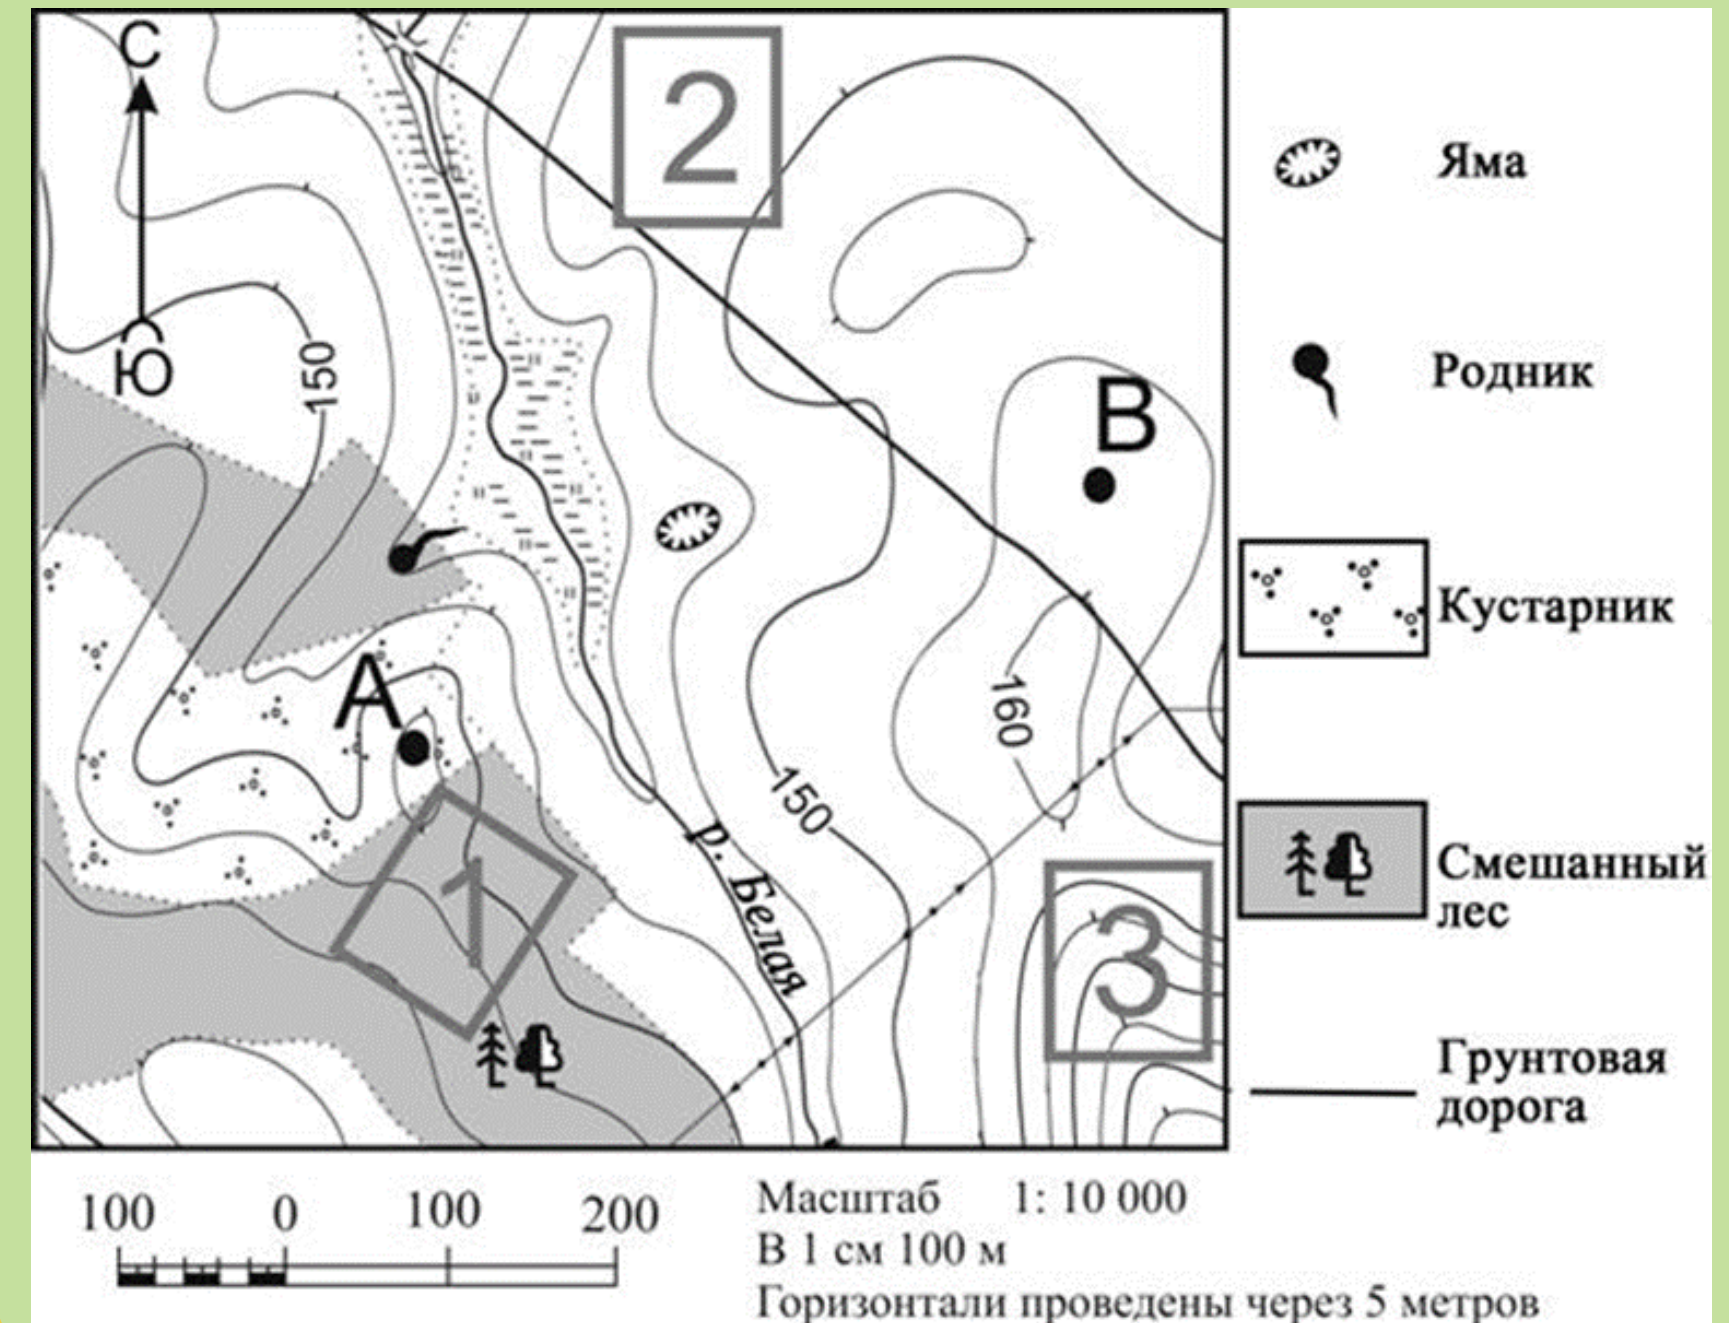 С
Ю
2
150
В
А
160
150
1
3
р. Белая
Яма
Родник
Кустарник
Смешанный
лес
Грунтовая
дорога
100 0 100 200
Масштаб 1: 10 000
В 1 см 100 м
Горизонтали проведены через 5 метров